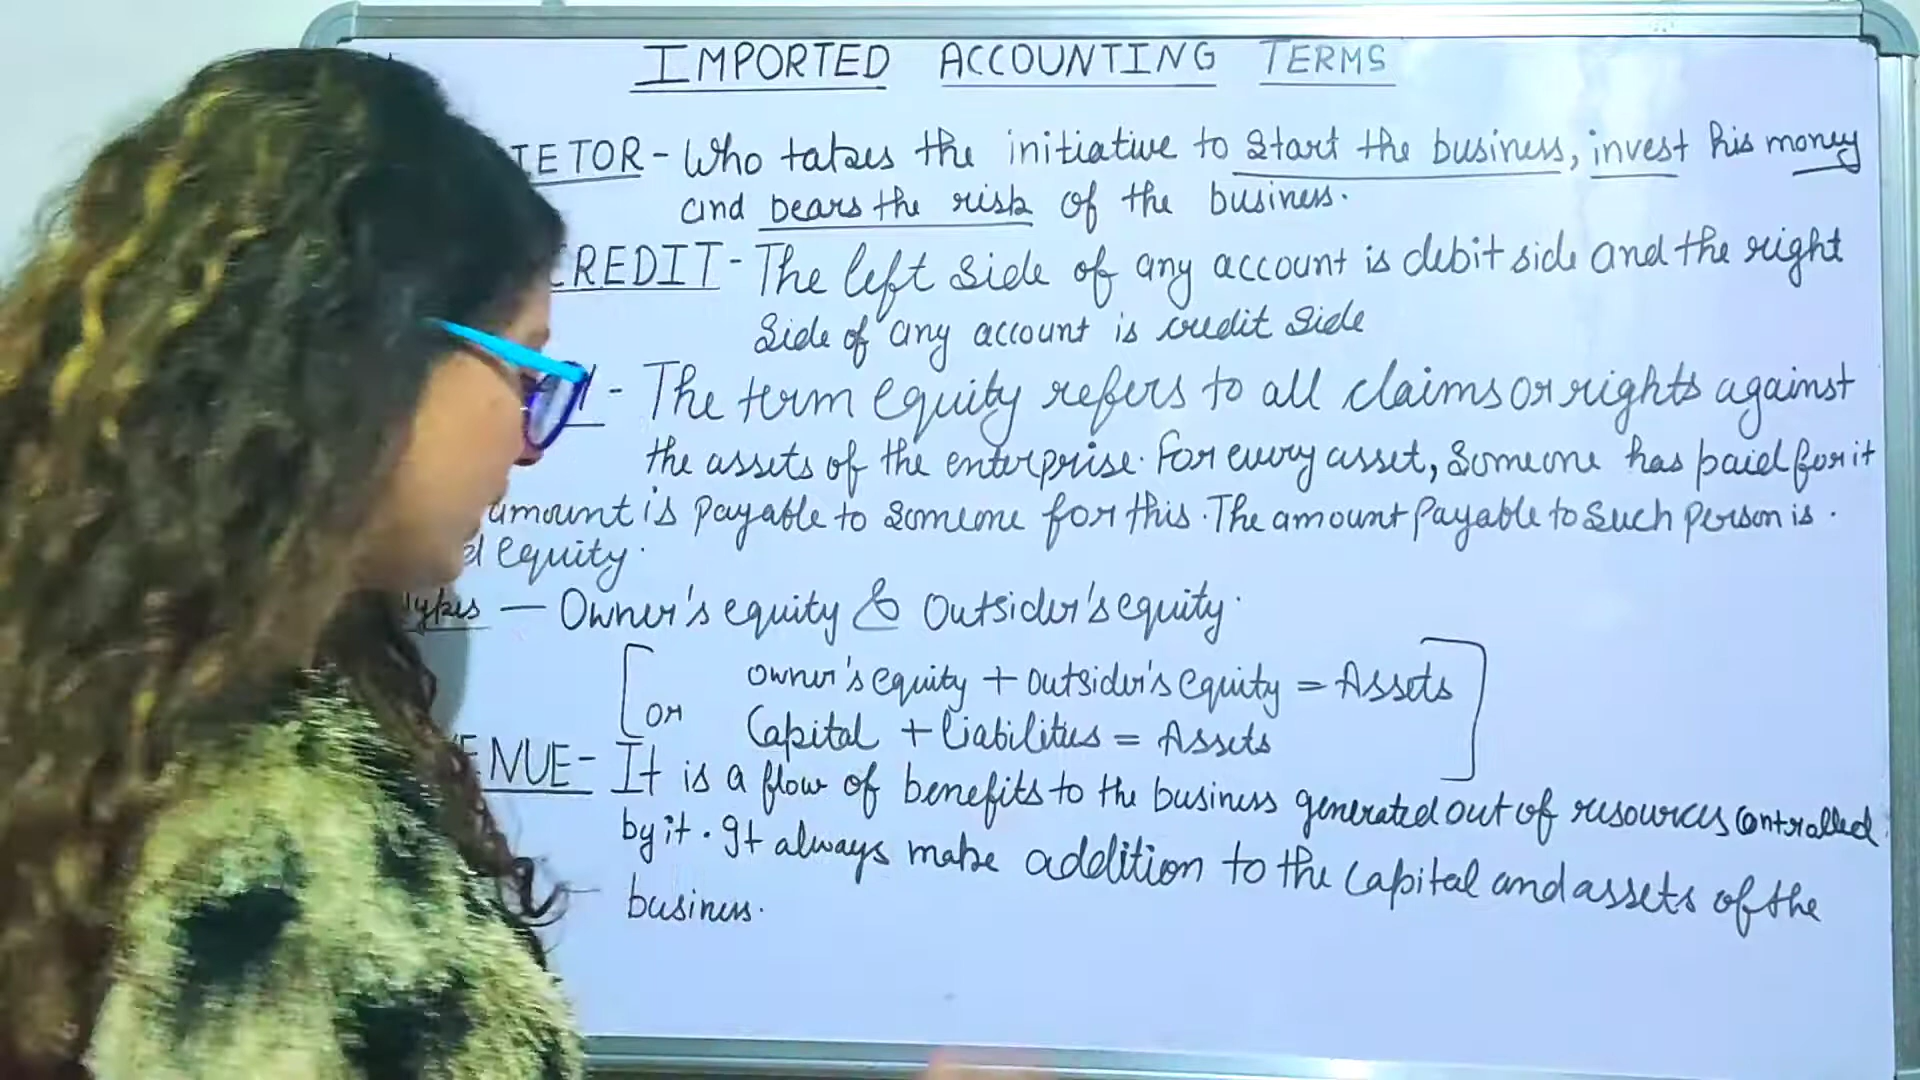 IMPORTED ACCOUNTING TERMS
IETOR - Who takes the initiative to start the business, invest his money
and bears the risk of the business.
CREDIT - The left side of any account is debit side and the right
side of any account is credit side
- The term equity refers to all claims or rights against
the assets of the enterprise. For every asset, someone has paid for it
amount is payable to someone for this. The amount payable to such person is.
d equity.
Types — Owner's equity & Outsider's equity.
owner's equity + outsider's equity = Assets
or Capital + liabilities = Assets
ENUE - It is a flow of benefits to the business generated out of resources controlled
by it. It always make addition to the capital and assets of the
business.